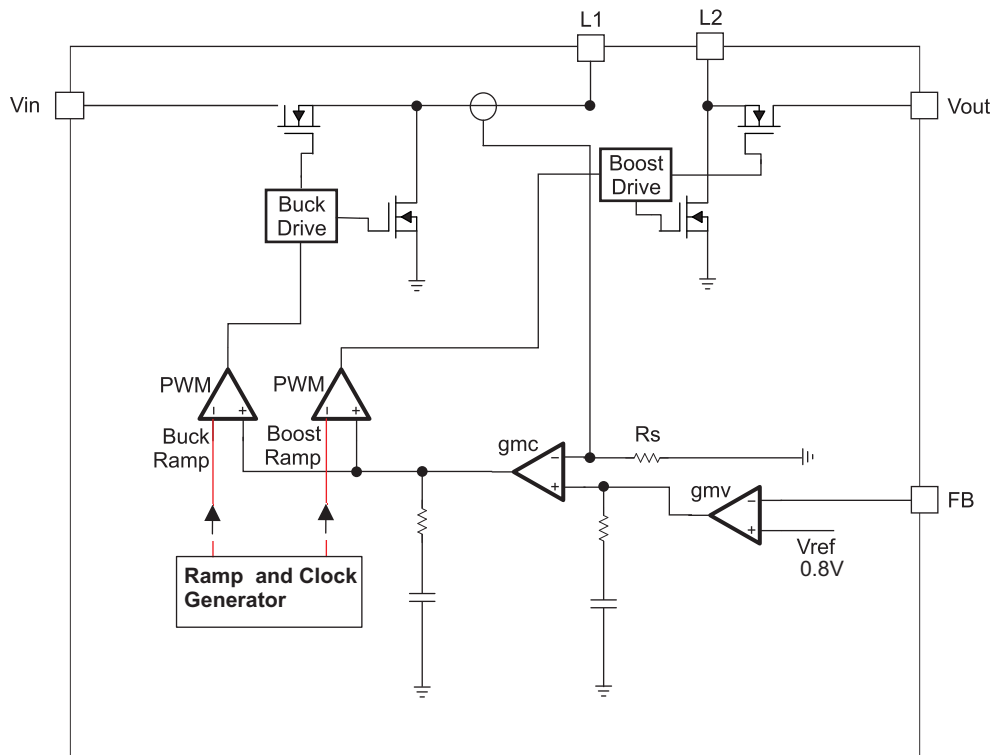 L1
L2
Vin
Vout
Buck
Drive
Boost
Drive
PWM
PWM
Buck
Ramp
Boost
Ramp
gmc
Rs
gmv
FB
Vref
0.8V
Ramp and Clock
Generator